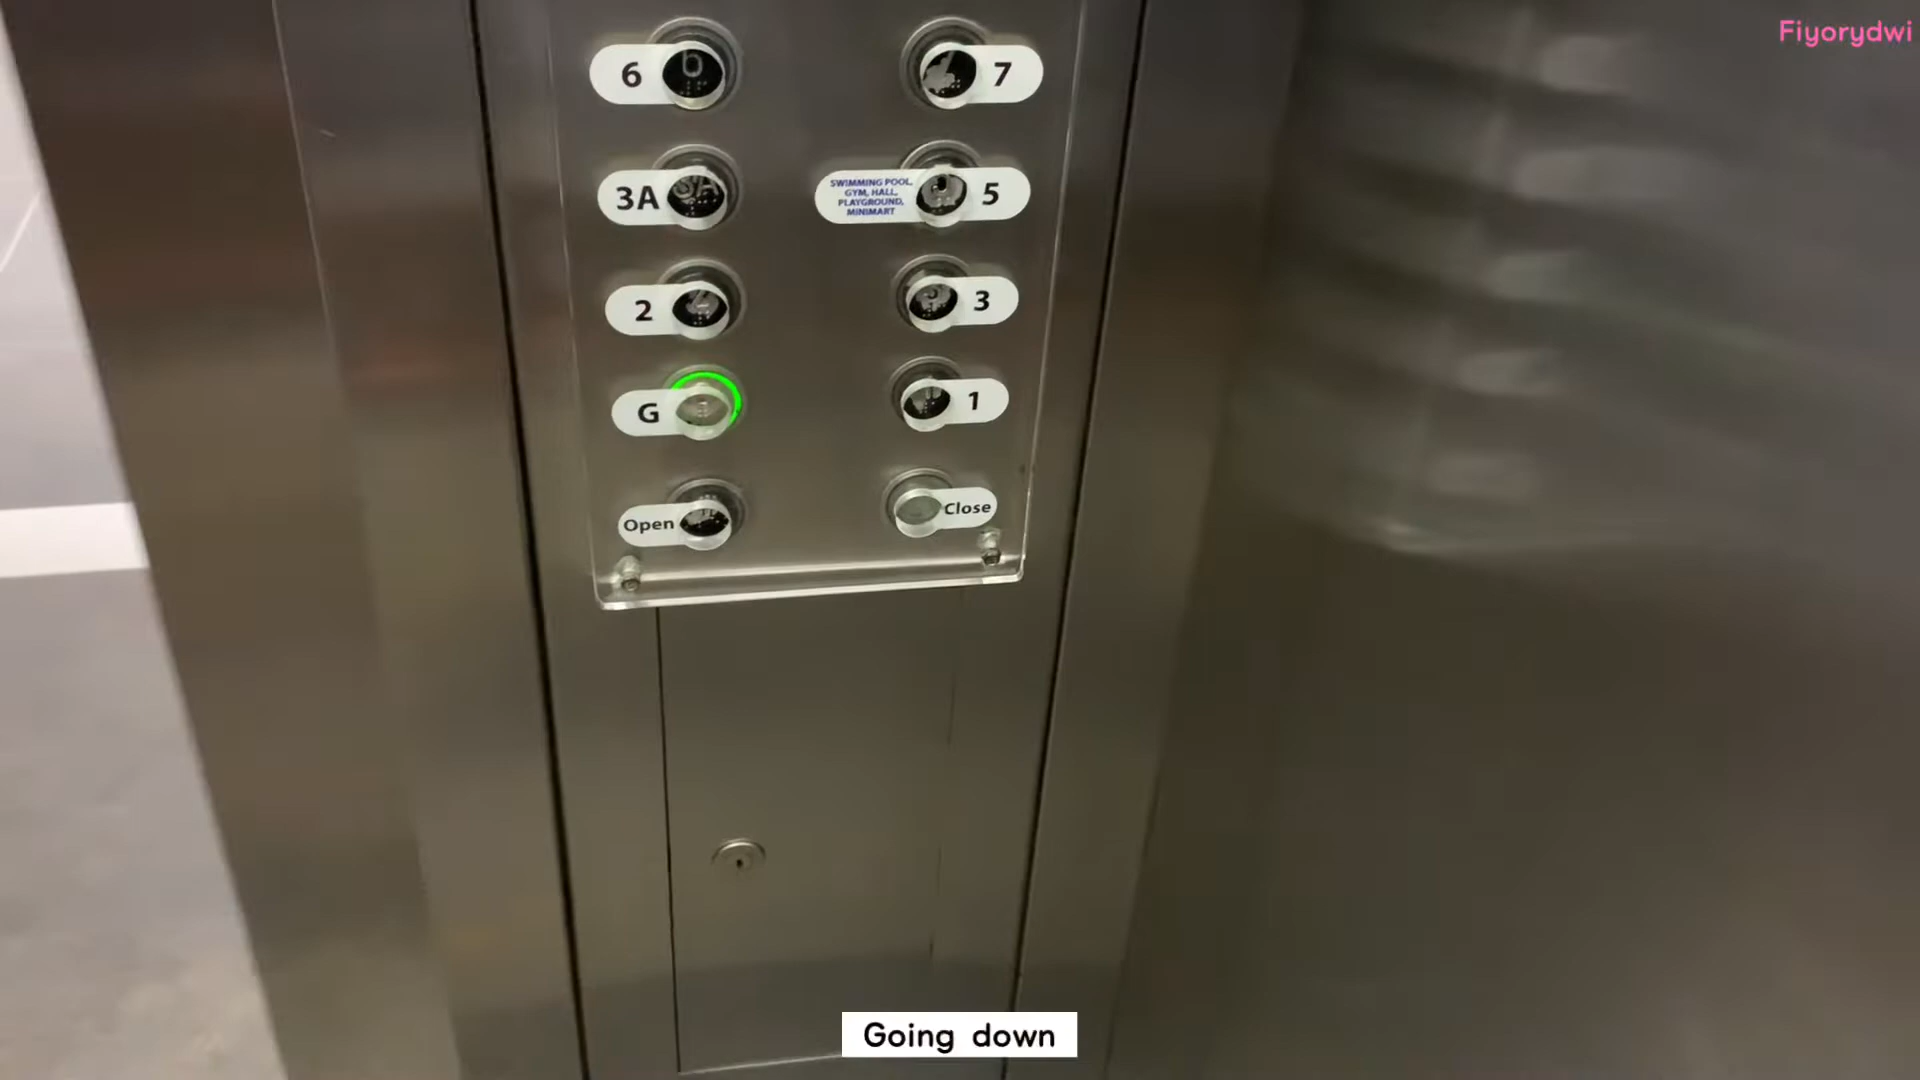 Fiyorydwi
6
7
3A
SWIMMING POOL,
GYM, HALL,
PLAYGROUND,
MINIMART
5
2
3
G
1
Open
Close
Going down